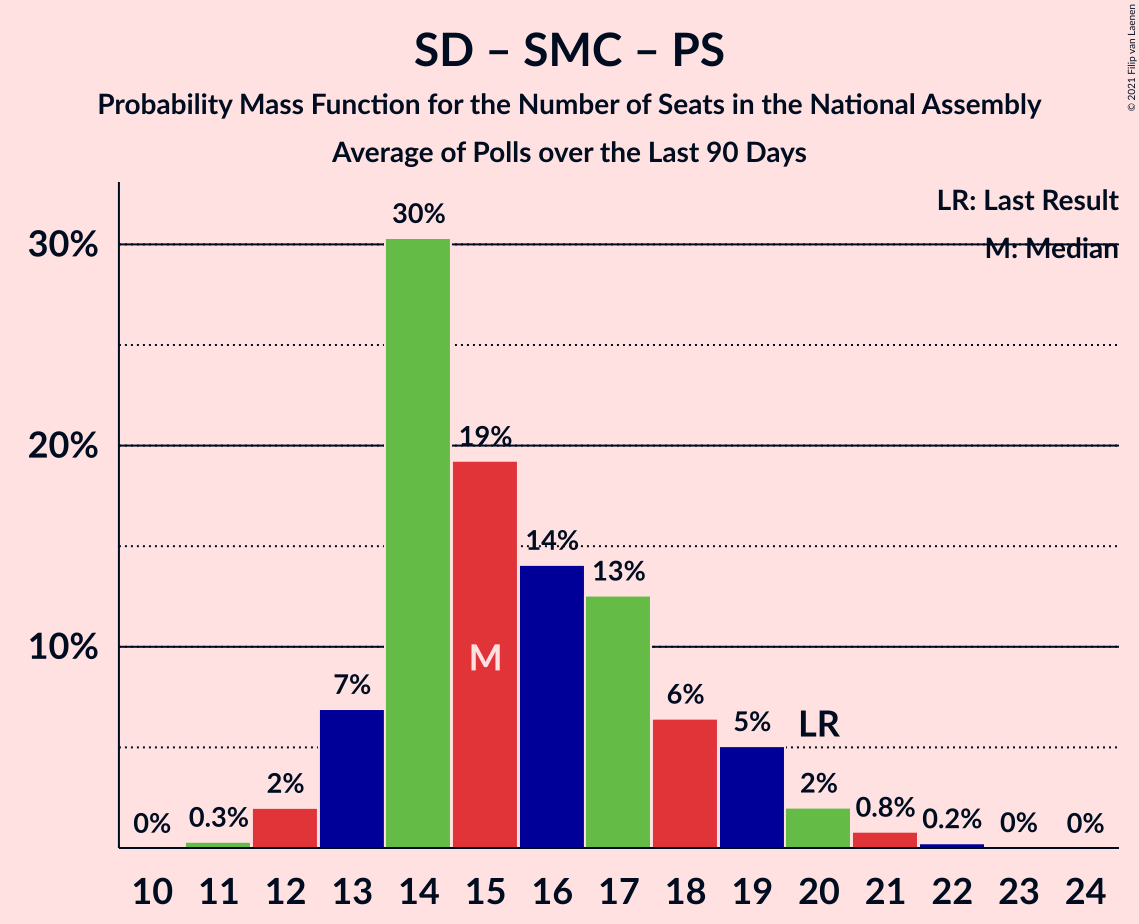 SD – SMC – PS
Probability Mass Function for the Number of Seats in the National Assembly
Average of Polls over the Last 90 Days
© 2021 Filip van Laenen
LR: Last Result
M: Median
30%
20%
10%
0%
0.3%
2%
7%
30%
19%
14%
13%
6%
5%
2%
0.8%
0.2%
0%
0%
M
LR
10 11 12 13 14 15 16 17 18 19 20 21 22 23 24